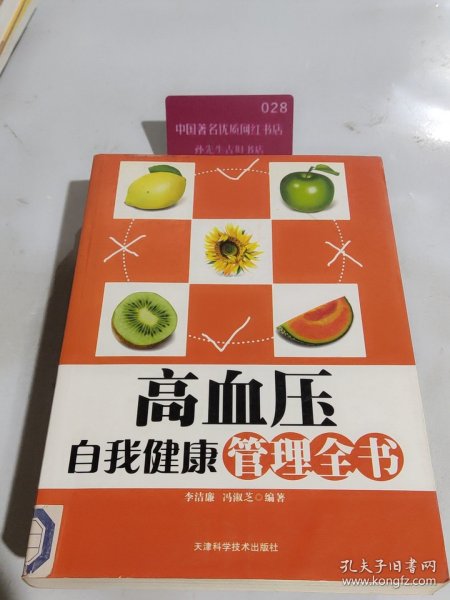 028
中国著名优质网红书店
孙先生古旧书店
高血压
自我健康管理全书
李洁廉 冯淑芝◎编著
天津科学技术出版社
孔夫子旧书网
www.kongfz.com